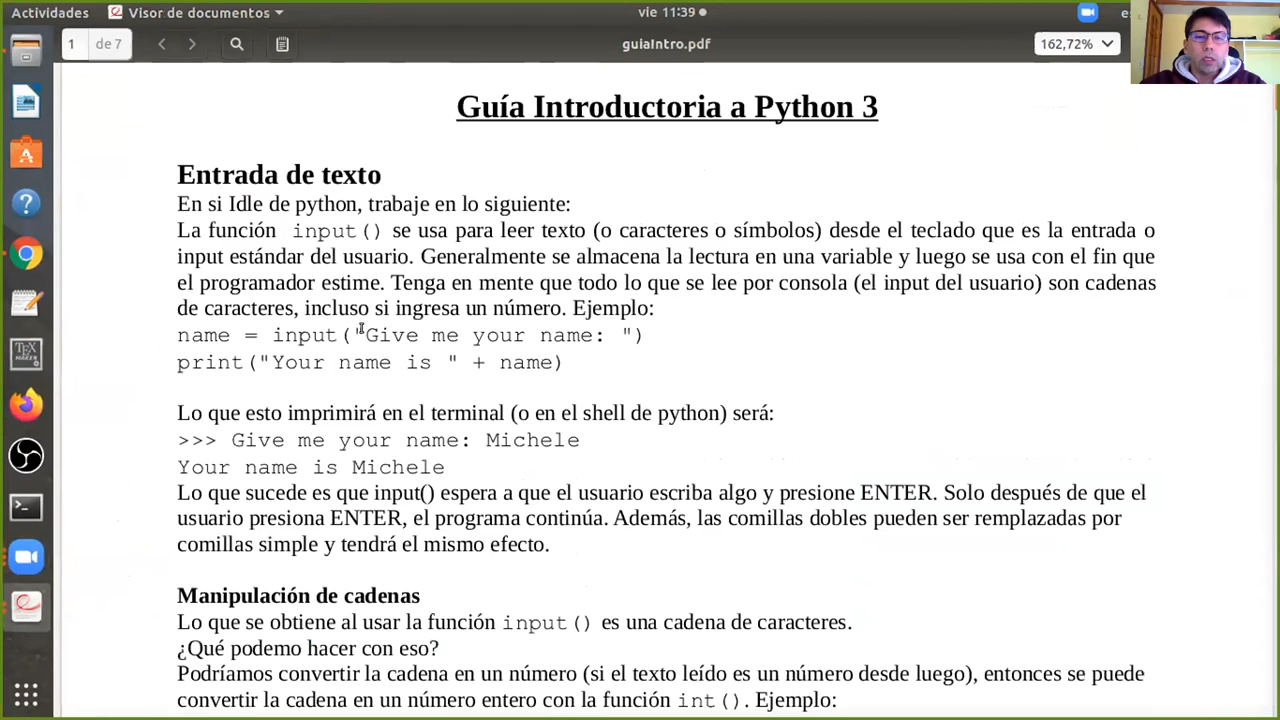 Actividades
Visor de documentos
vie 11:39
1
de 7
guiaIntro.pdf
162,72%
Guía Introductoria a Python 3
Entrada de texto
En si Idle de python, trabaje en lo siguiente:
La función input() se usa para leer texto (o caracteres o símbolos) desde el teclado que es la entrada o
input estándar del usuario. Generalmente se almacena la lectura en una variable y luego se usa con el fin que
el programador estime. Tenga en mente que todo lo que se lee por consola (el input del usuario) son cadenas
de caracteres, incluso si ingresa un número. Ejemplo:
name = input("Give me your name: ")
print("Your name is " + name)
Lo que esto imprimirá en el terminal (o en el shell de python) será:
>>> Give me your name: Michele
Your name is Michele
Lo que sucede es que input() espera a que el usuario escriba algo y presione ENTER. Solo después de que el
usuario presiona ENTER, el programa continúa. Además, las comillas dobles pueden ser remplazadas por
comillas simple y tendrá el mismo efecto.
Manipulación de cadenas
Lo que se obtiene al usar la función input() es una cadena de caracteres.
¿Qué podemo hacer con eso?
Podríamos convertir la cadena en un número (si el texto leído es un número desde luego), entonces se puede
convertir la cadena en un número entero con la función int(). Ejemplo: